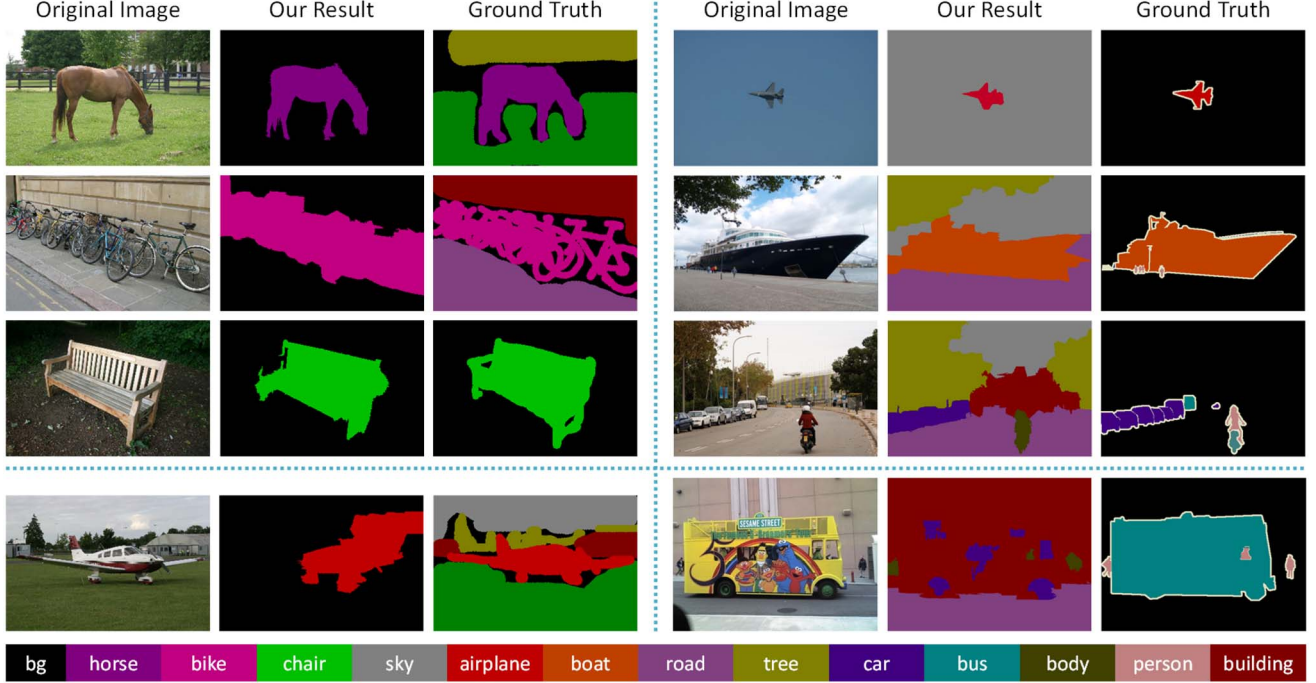 Original Image Our Result Ground Truth Original Image Our Result Ground Truth
SESAME STREET
bg horse bike chair sky airplane boat road tree car bus body person building